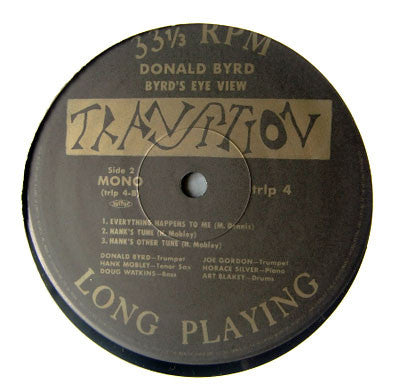 33⅓ RPM
DONALD BYRD
BYRD'S EYE VIEW
TRANSITION
Side 2
MONO
(trlp 4-B)
trlp 4
1. EVERYTHING HAPPENS TO ME (M. Dennis)
2. HANK'S TUNE (H. Mobley)
3. HANK'S OTHER TUNE (H. Mobley)
DONALD BYRD—Trumpet JOE GORDON—Trumpet
HANK MOBLEY—Tenor Sax HORACE SILVER—Piano
DOUG WATKINS—Bass ART BLAKEY—Drums
LONG PLAYING